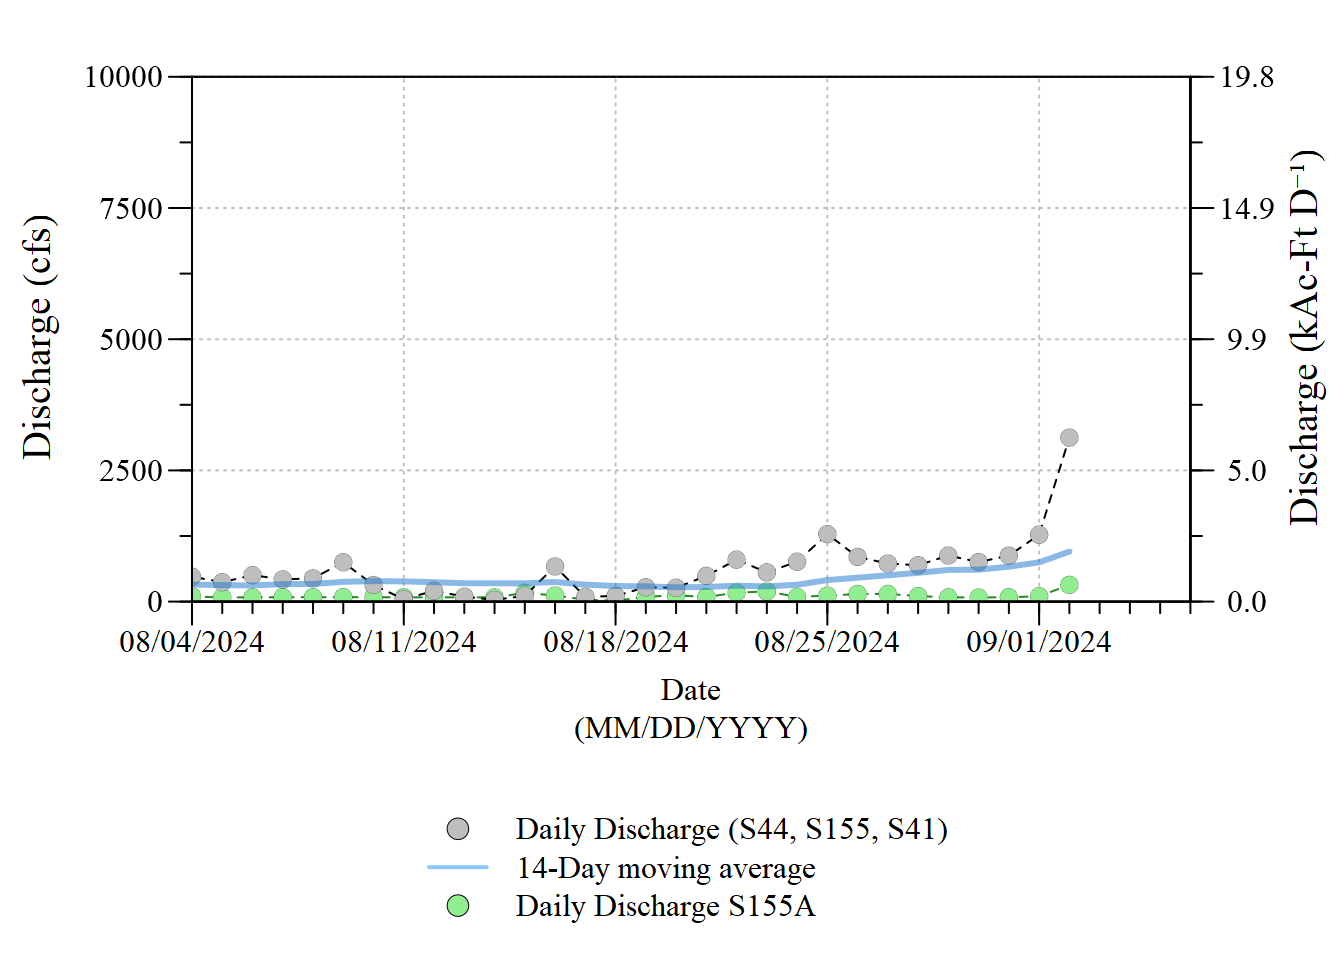 10000
7500
5000
2500
0
Discharge (cfs)
19.8
14.9
9.9
5.0
0.0
Discharge (kAc-Ft D⁻¹)
08/04/2024
08/11/2024
08/18/2024
08/25/2024
09/01/2024
Date
(MM/DD/YYYY)
Daily Discharge (S44, S155, S41)
14-Day moving average
Daily Discharge S155A